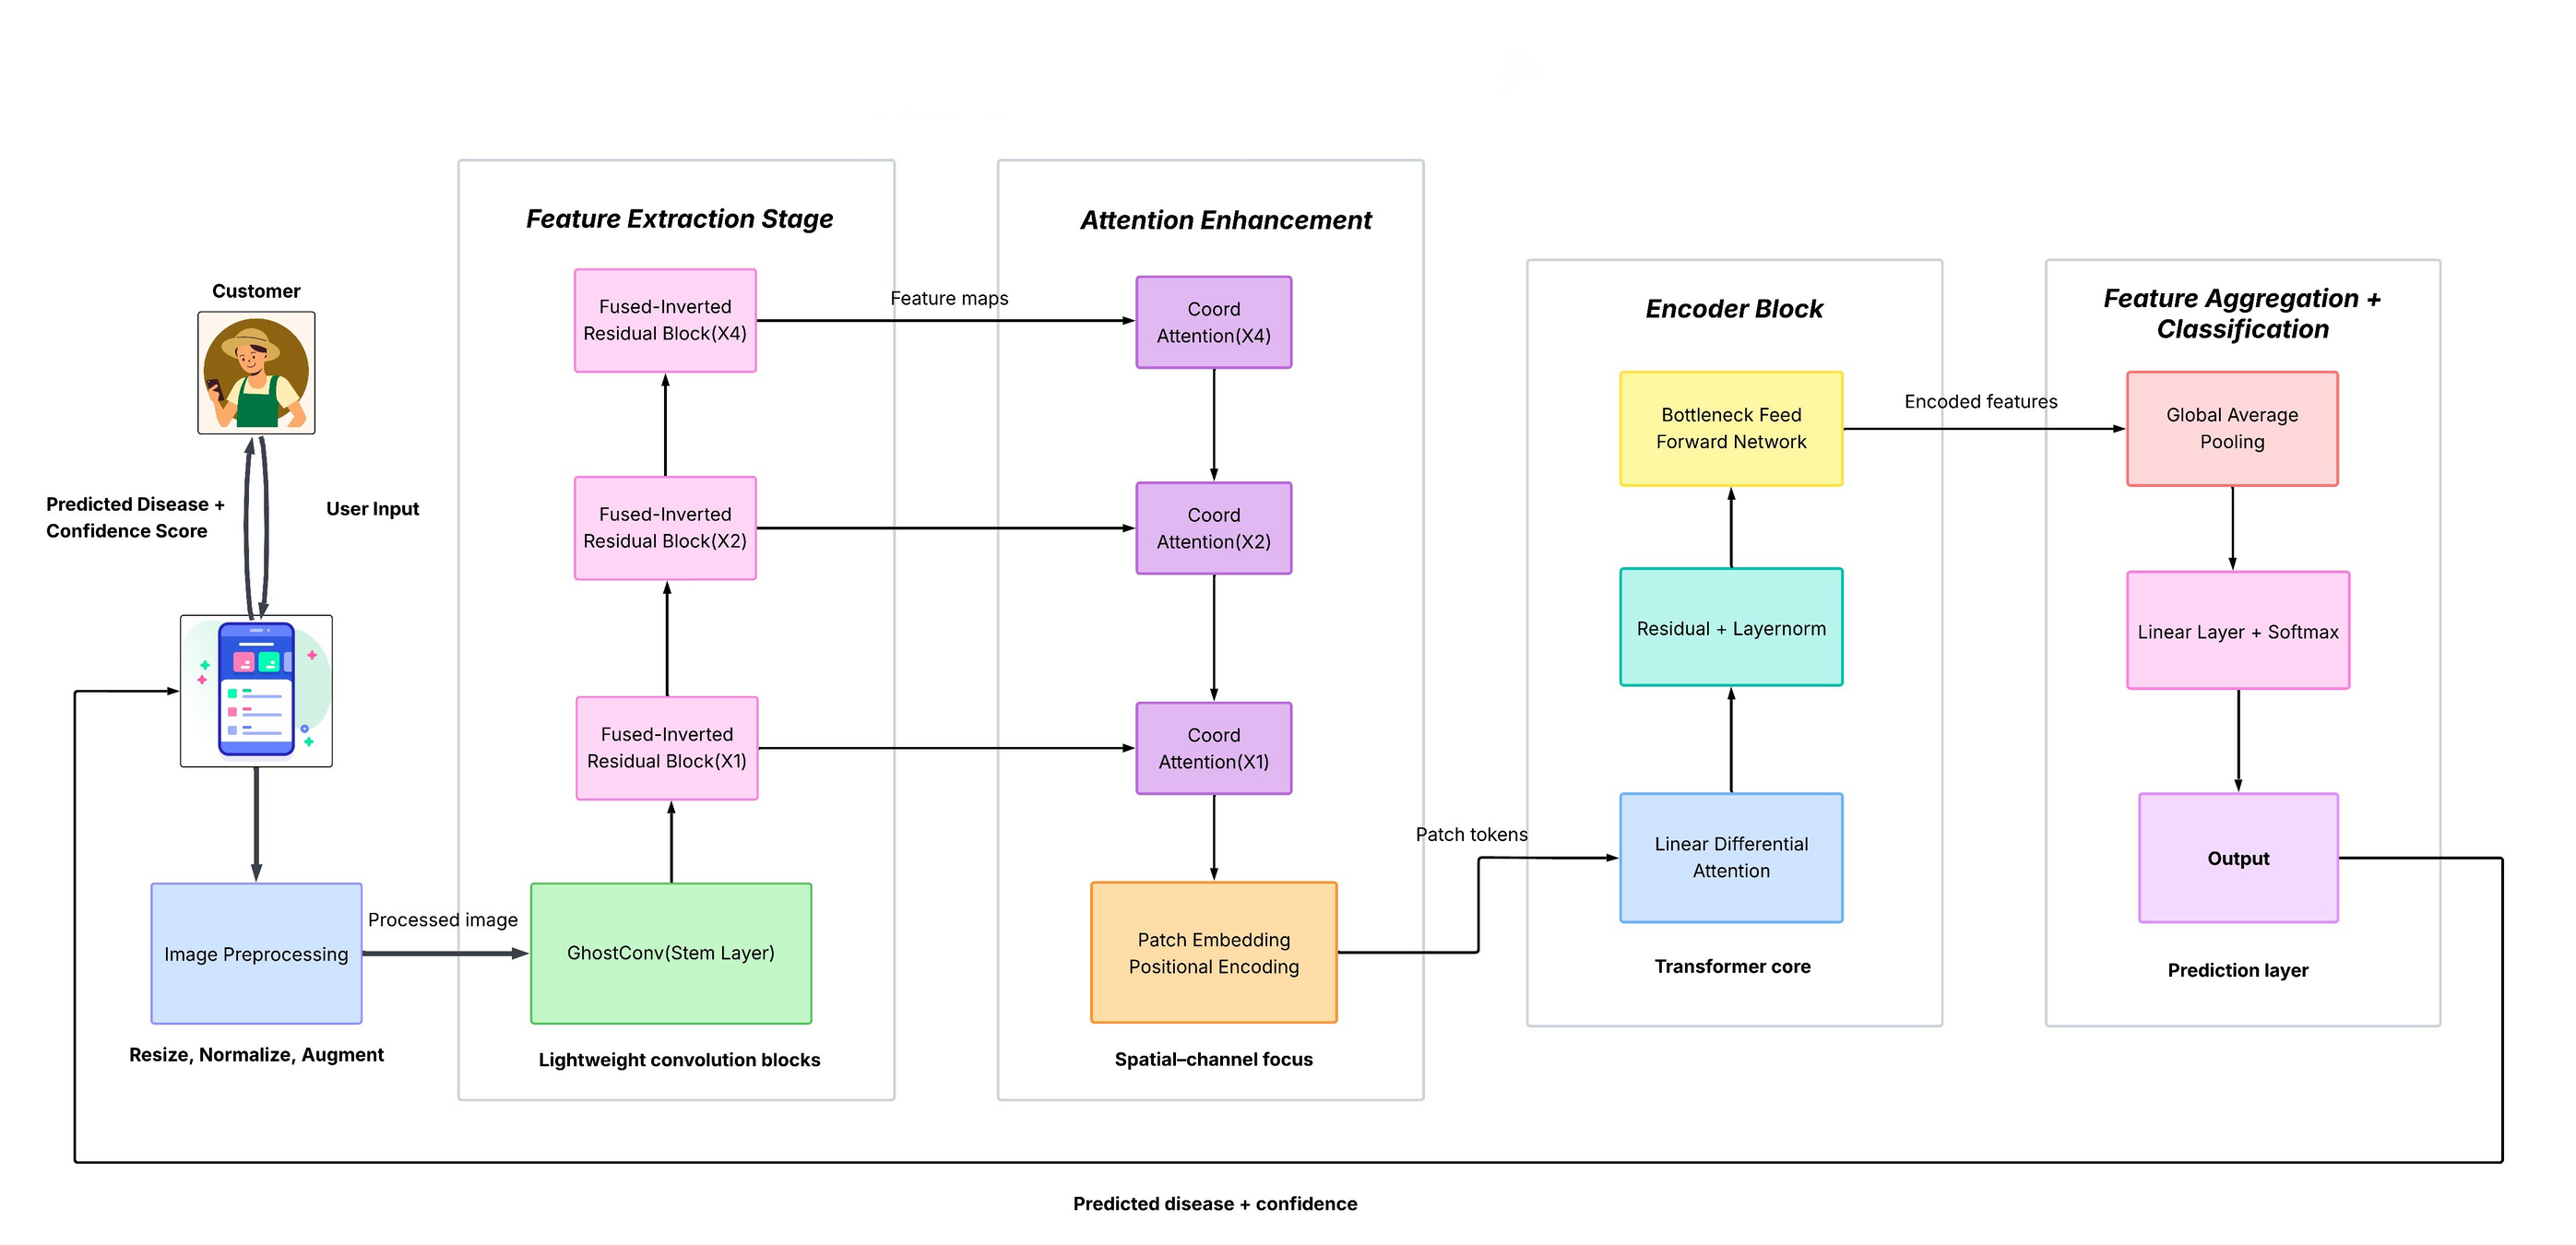 Customer
Predicted Disease +
Confidence Score
User Input
Image Preprocessing
Resize, Normalize, Augment
Processed image
Feature Extraction Stage
Fused-Inverted
Residual Block(X4)
Fused-Inverted
Residual Block(X2)
Fused-Inverted
Residual Block(X1)
GhostConv(Stem Layer)
Lightweight convolution blocks
Feature maps
Attention Enhancement
Coord
Attention(X4)
Coord
Attention(X2)
Coord
Attention(X1)
Patch Embedding
Positional Encoding
Spatial–channel focus
Patch tokens
Encoder Block
Bottleneck Feed
Forward Network
Residual + Layernorm
Linear Differential
Attention
Transformer core
Encoded features
Feature Aggregation +
Classification
Global Average
Pooling
Linear Layer + Softmax
Output
Prediction layer
Predicted disease + confidence